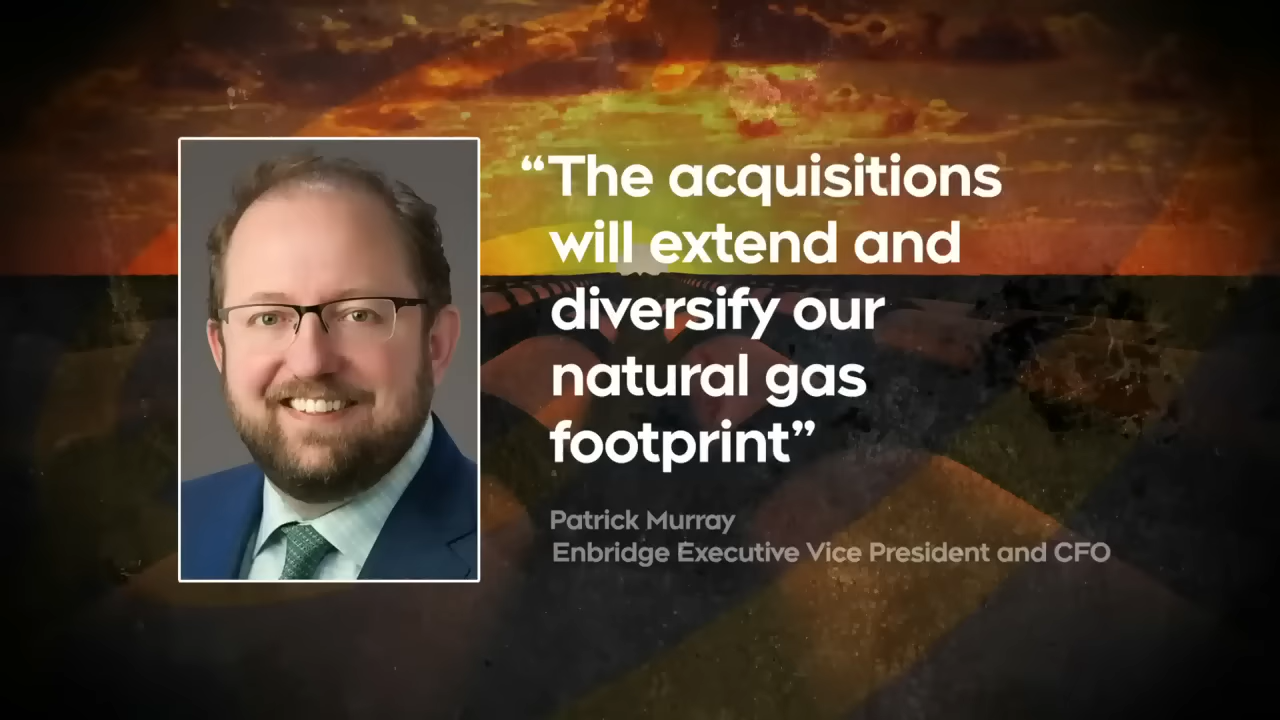 “The acquisitions
will extend and
diversify our
natural gas
footprint”
Patrick Murray
Enbridge Executive Vice President and CFO